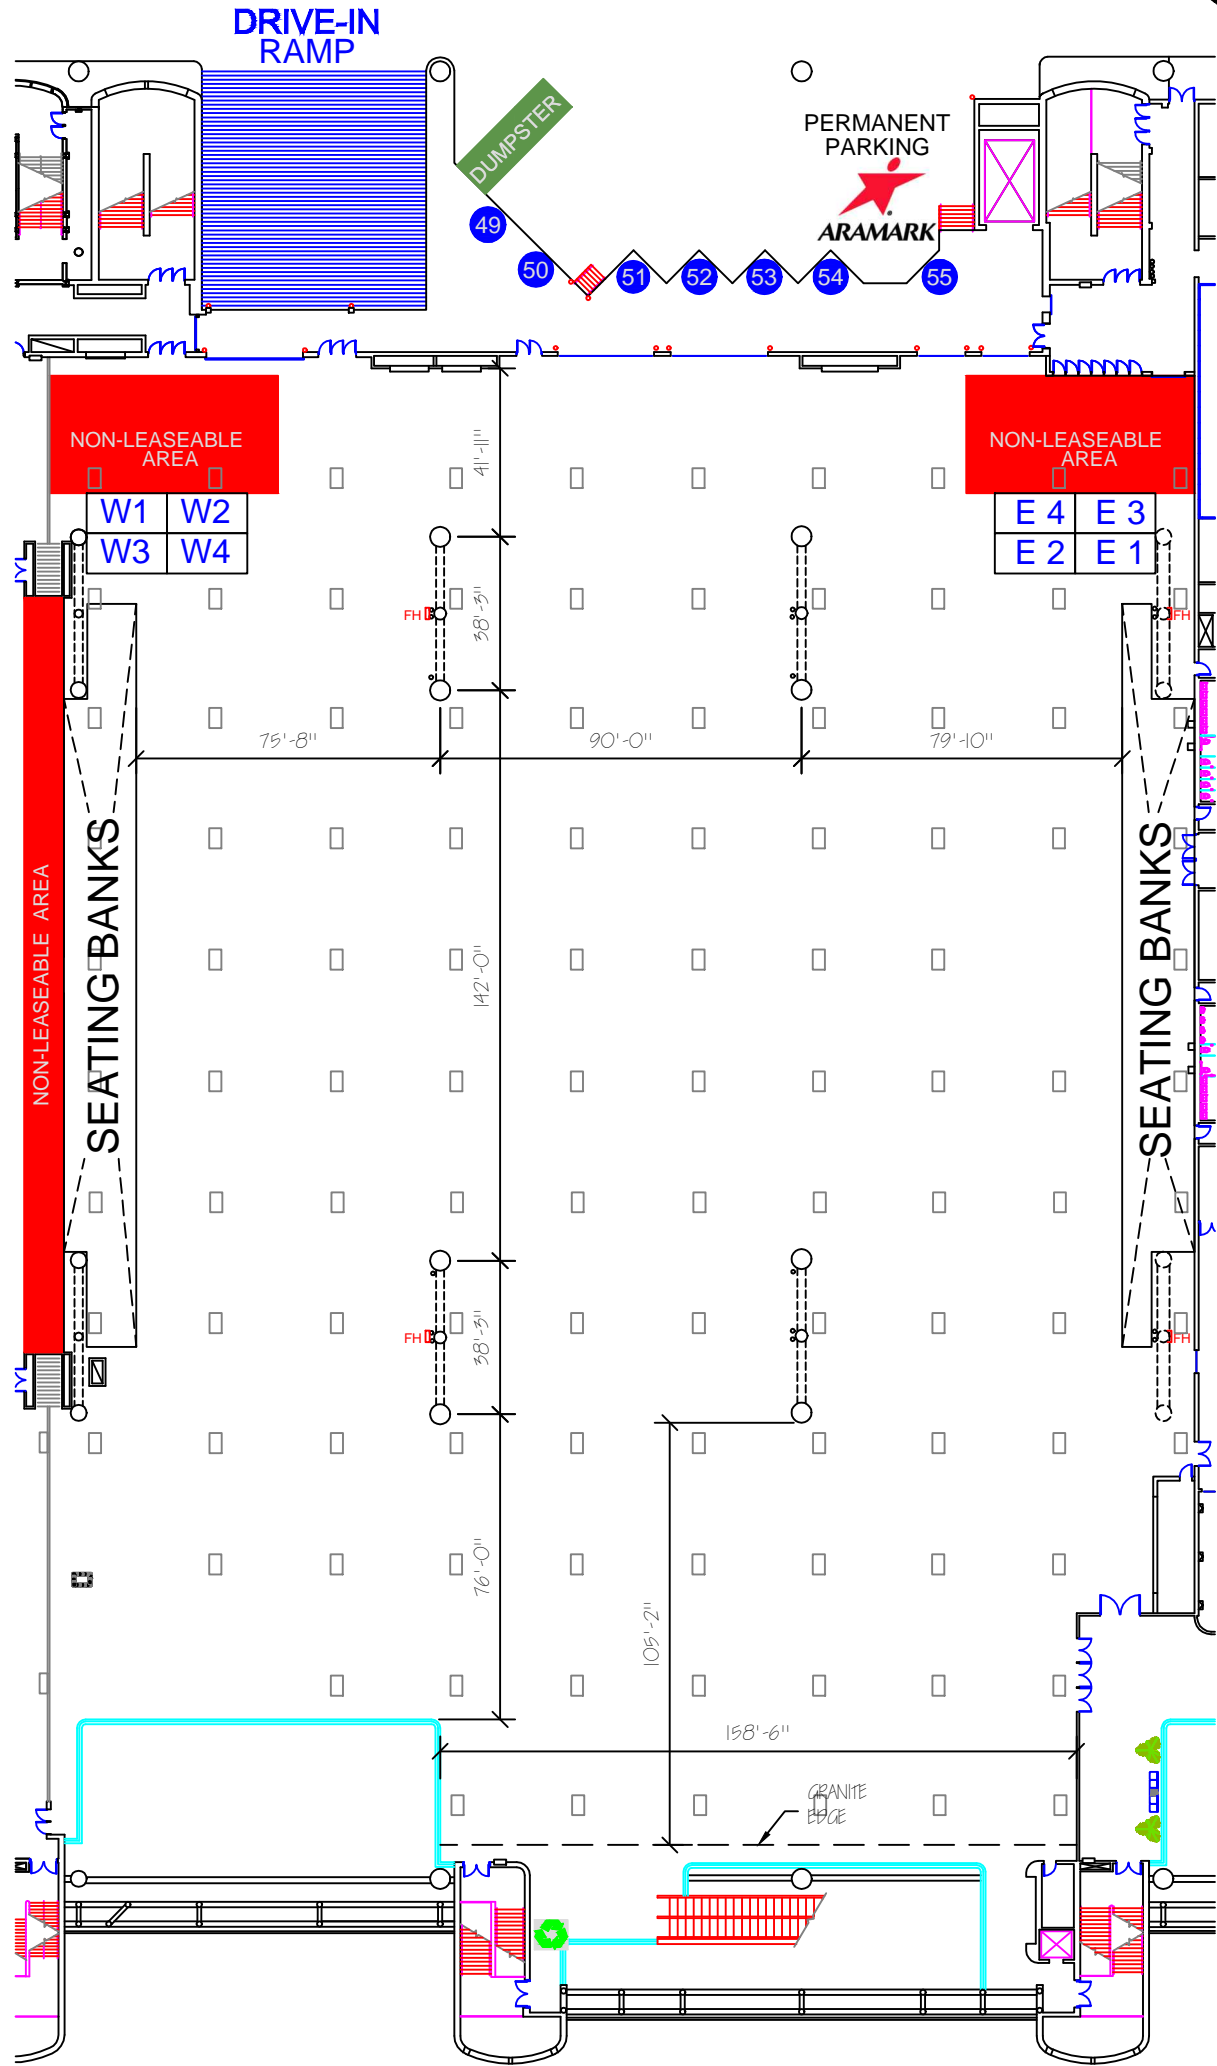 DRIVE-IN
RAMP
DUMPSTER
PERMANENT
PARKING
ARAMARK
49
50
51
52
53
54
55
NON-LEASEABLE
AREA
NON-LEASEABLE
AREA
41'-11"
W1 W2
W3 W4
E 4 E 3
E 2 E 1
FH
38'-3"
FH
75'-8"
90'-0"
79'-10"
SEATING BANKS
SEATING BANKS
NON-LEASEABLE AREA
142'-0"
FH
38'-3"
FH
76'-0"
105'-2"
158'-6"
GRANITE
EDGE